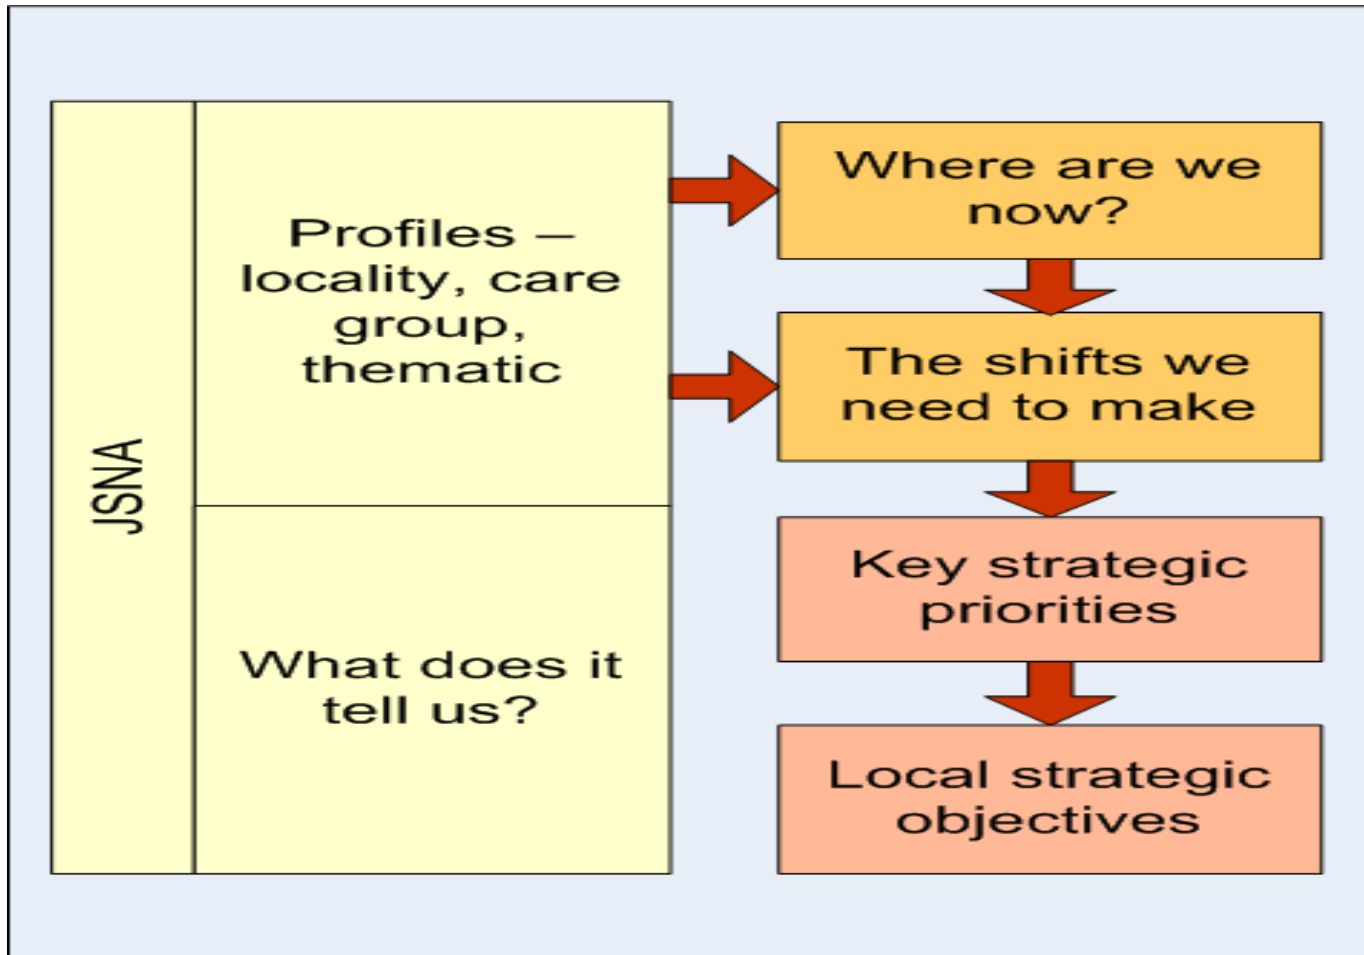 JSNA
Profiles –
locality, care
group,
thematic
What does it
tell us?
Where are we
now?
The shifts we
need to make
Key strategic
priorities
Local strategic
objectives